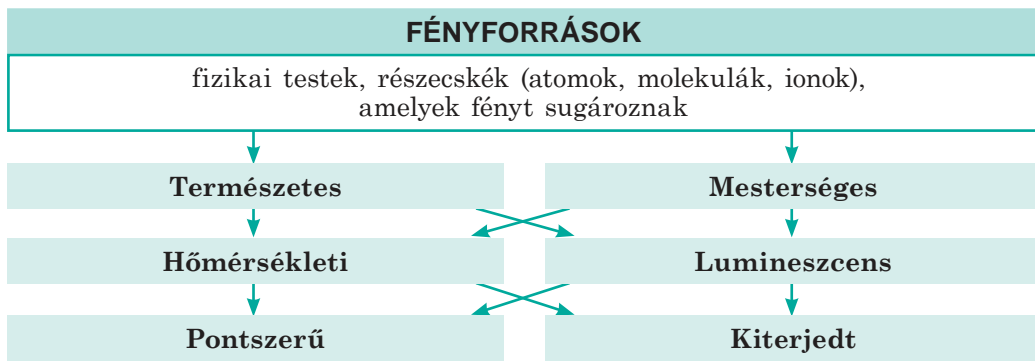 FÉNYFORRÁSOK
fizikai testek, részecskék (atomok, molekulák, ionok),
amelyek fényt sugároznak
Természetes
Mesterséges
Hőmérsékleti
Lumineszcens
Pontszerű
Kiterjedt